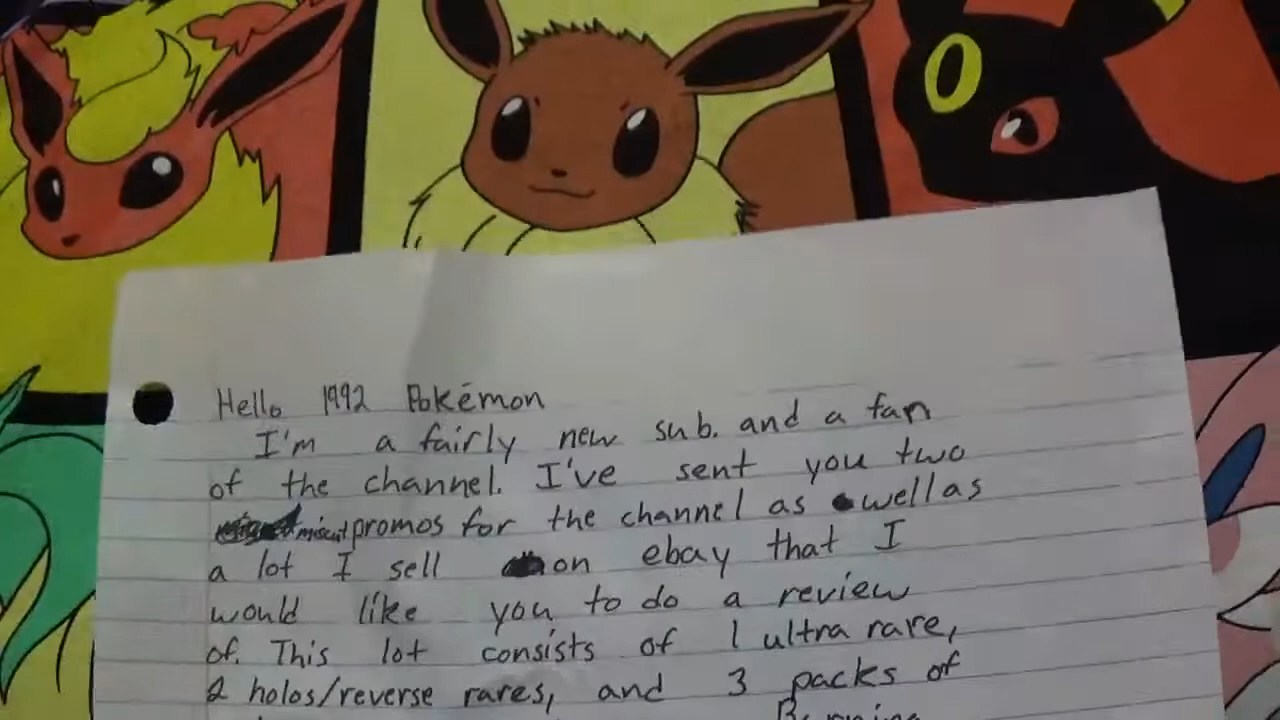 Hello 1992 Pokémon
I'm a fairly new sub. and a fan
of the channel. I've sent you two
miscut promos for the channel as well as
a lot I sell on ebay that I
would like you to do a review
of. This lot consists of 1 ultra rare,
2 holos/reverse rares, and 3 packs of